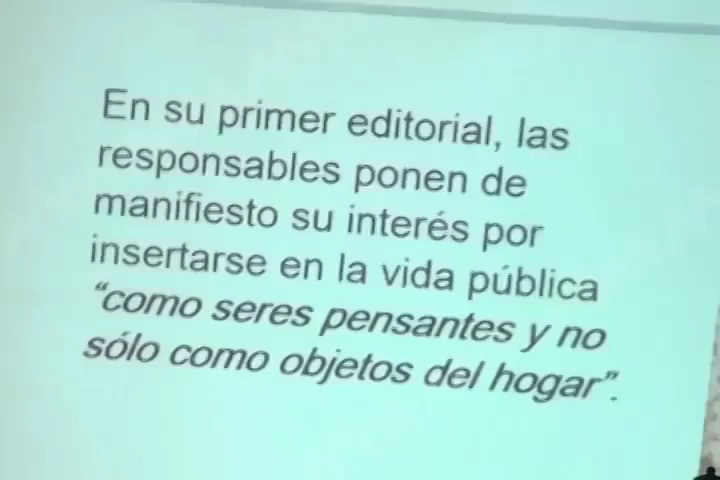 En su primer editorial, las
responsables ponen de
manifiesto su interés por
insertarse en la vida pública
“como seres pensantes y no
sólo como objetos del hogar”.